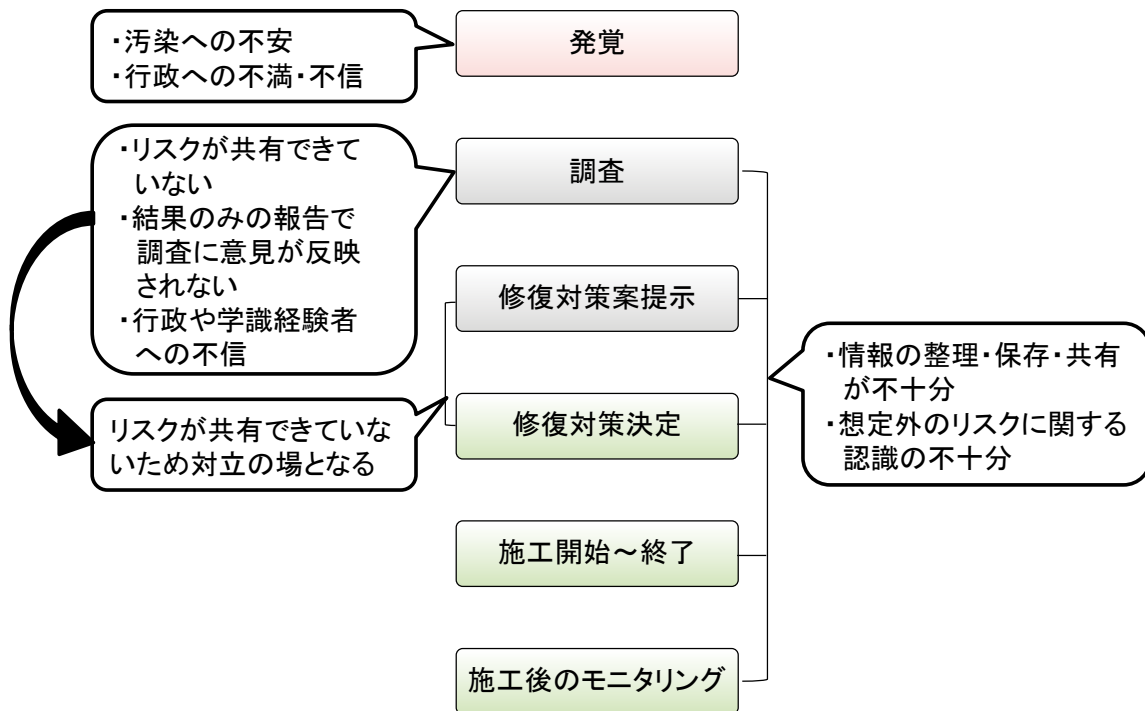 ・汚染への不安
・行政への不満・不信
発覚
・リスクが共有できて
いない
・結果のみの報告で
調査に意見が反映
されない
・行政や学識経験者
への不信
調査
修復対策案提示
リスクが共有できていな
いため対立の場となる
修復対策決定
・情報の整理・保存・共有
が不十分
・想定外のリスクに関する
認識の不十分
施工開始～終了
施工後のモニタリング